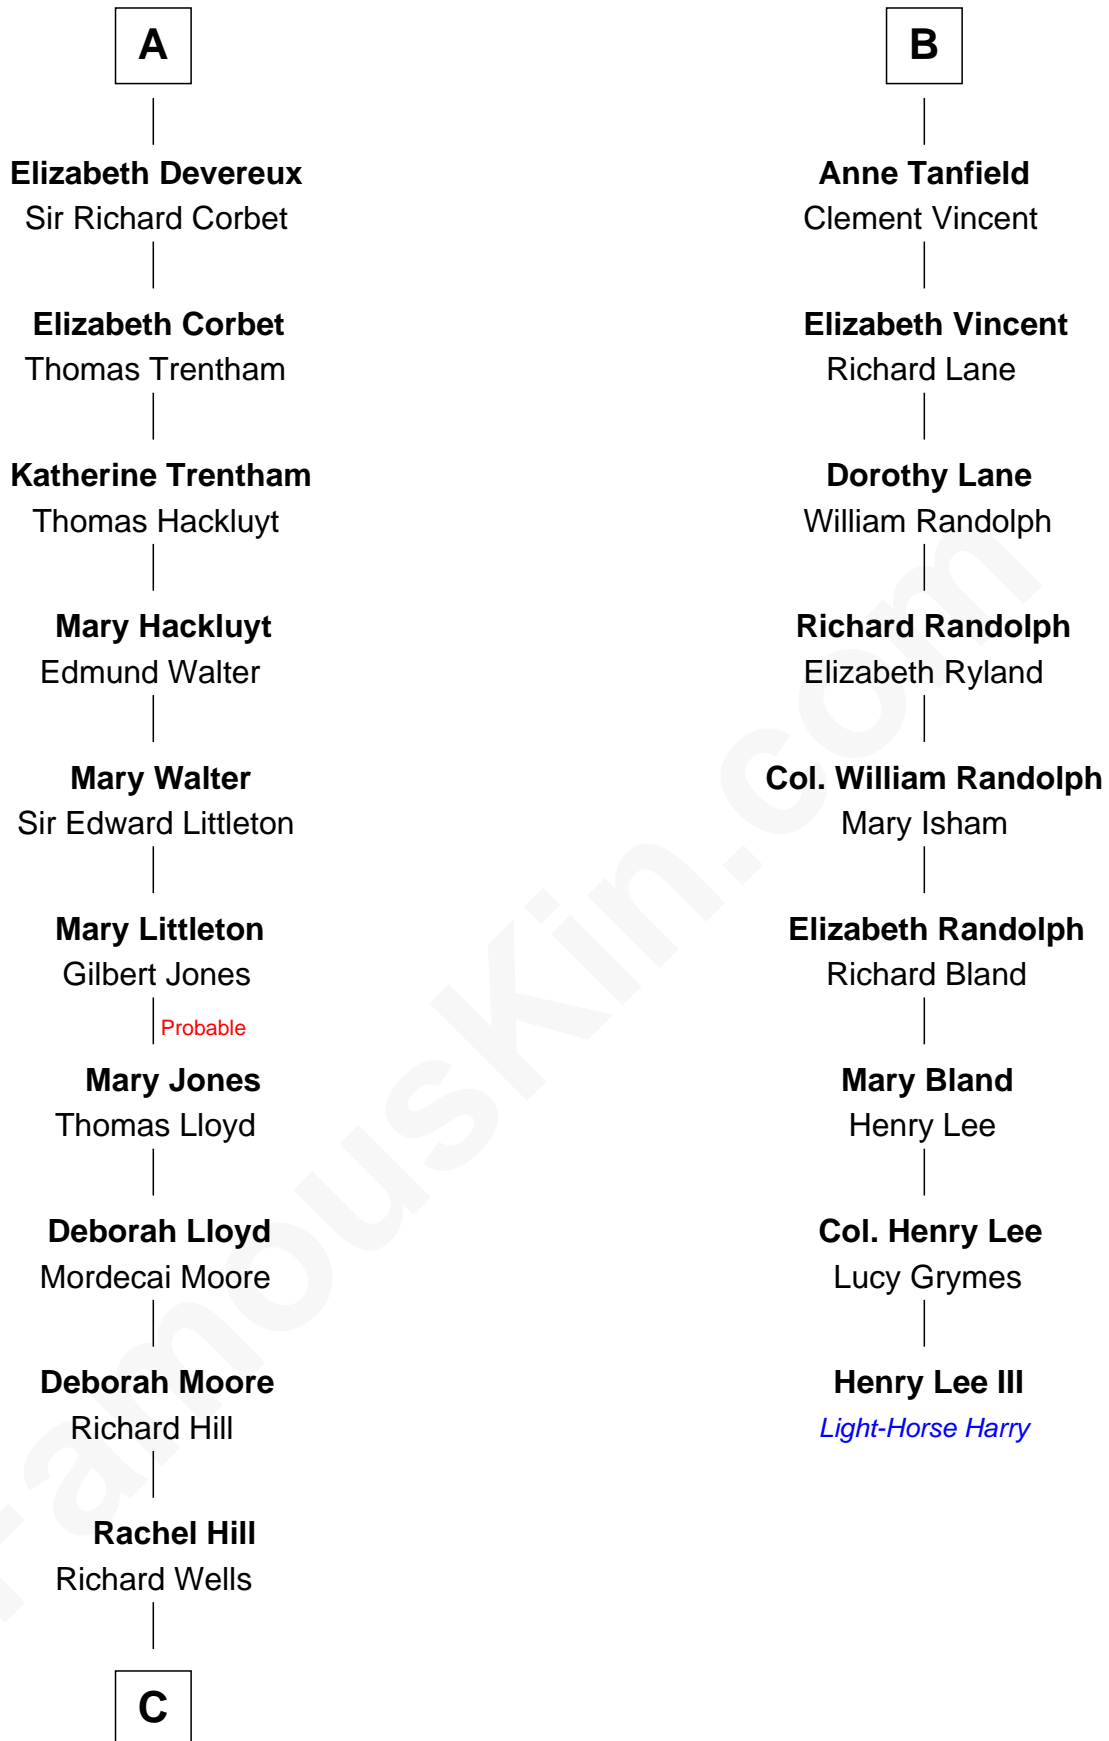 A
Elizabeth Devereux
Sir Richard Corbet
Elizabeth Corbet
Thomas Trentham
Katherine Trentham
Thomas Hackluyt
Mary Hackluyt
Edmund Walter
Mary Walter
Sir Edward Littleton
Mary Littleton
Gilbert Jones
Probable
Mary Jones
Thomas Lloyd
Deborah Lloyd
Mordecai Moore
Deborah Moore
Richard Hill
Rachel Hill
Richard Wells
C
B
Anne Tanfield
Clement Vincent
Elizabeth Vincent
Richard Lane
Dorothy Lane
William Randolph
Richard Randolph
Elizabeth Ryland
Col. William Randolph
Mary Isham
Elizabeth Randolph
Richard Bland
Mary Bland
Henry Lee
Col. Henry Lee
Lucy Grymes
Henry Lee III
Light-Horse Harry
FamousKin.com